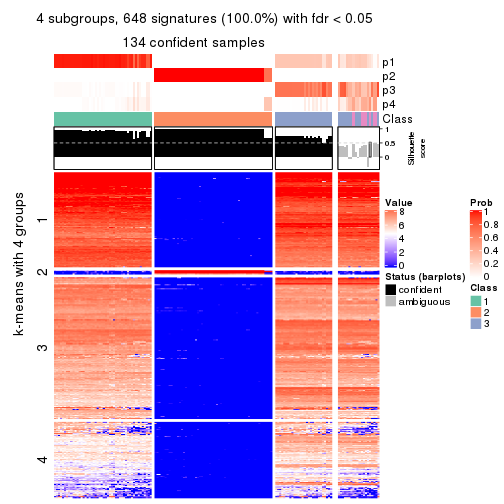 4 subgroups, 648 signatures (100.0%) with fdr < 0.05
134 confident samples
p1
p2
p3
p4
Class
1
0.5
0
Silhouette
score
k-means with 4 groups
1
2
3
4
Value
8
6
4
2
0
Status (barplots)
confident
ambiguous
Prob
1
0.8
0.6
0.4
0.2
0
Class
1
2
3